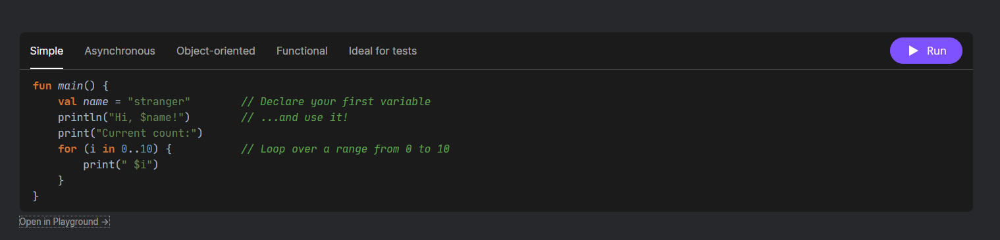 Simple Asynchronous Object-oriented Functional Ideal for tests Run
fun main() {
    val name = "stranger"        // Declare your first variable
    println("Hi, $name!")        // ...and use it!
    print("Current count:")
    for (i in 0..10) {           // Loop over a range from 0 to 10
        print(" $i")
    }
}
Open in Playground →